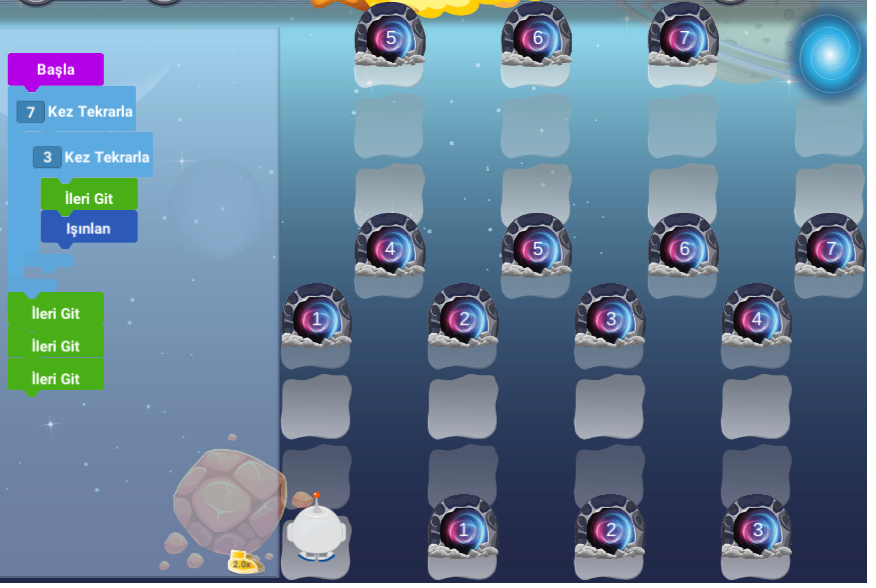 Başla
7 Kez Tekrarla
3 Kez Tekrarla
İleri Git
Işınlan
İleri Git
İleri Git
İleri Git
2.0x
5 6 7
4 5 6 7
1 2 3 4
1 2 3